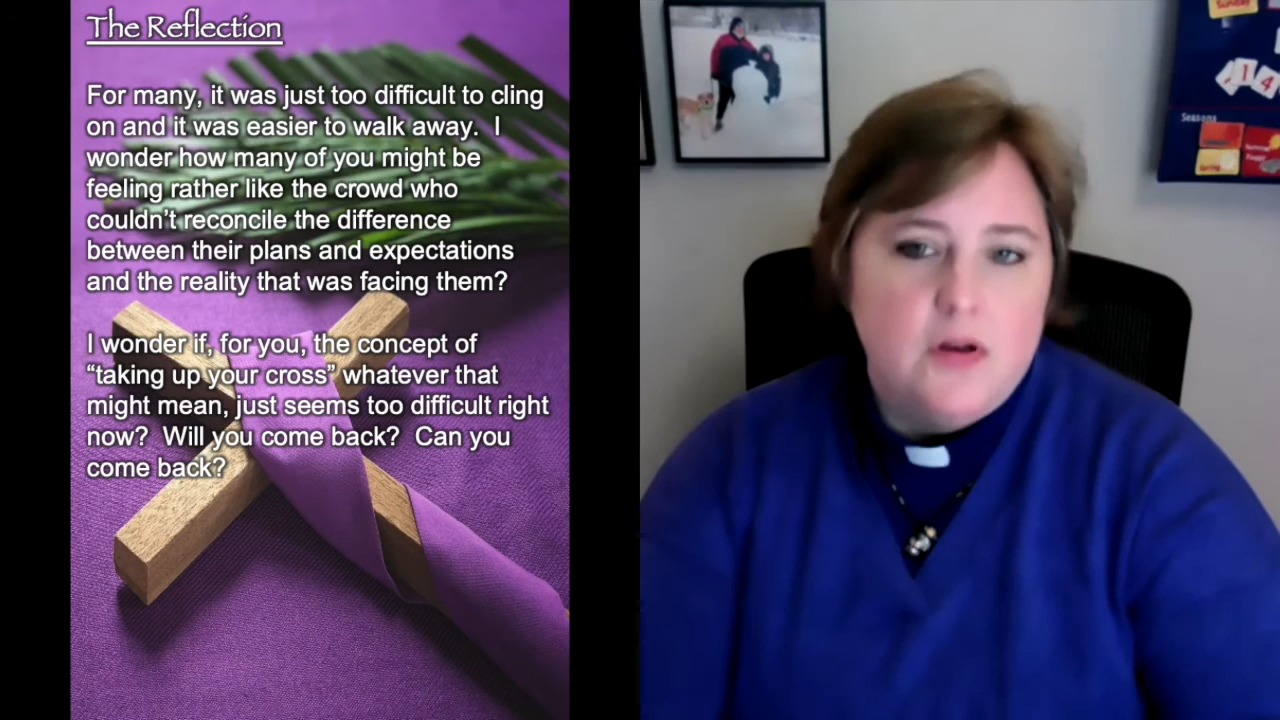 The Reflection
For many, it was just too difficult to cling
on and it was easier to walk away.  I
wonder how many of you might be
feeling rather like the crowd who
couldn't reconcile the difference
between their plans and expectations
and the reality that was facing them?
I wonder if, for you, the concept of
“taking up your cross” whatever that
might mean, just seems too difficult right
now?  Will you come back?  Can you
come back?
Sunday
14
Seasons
Spring